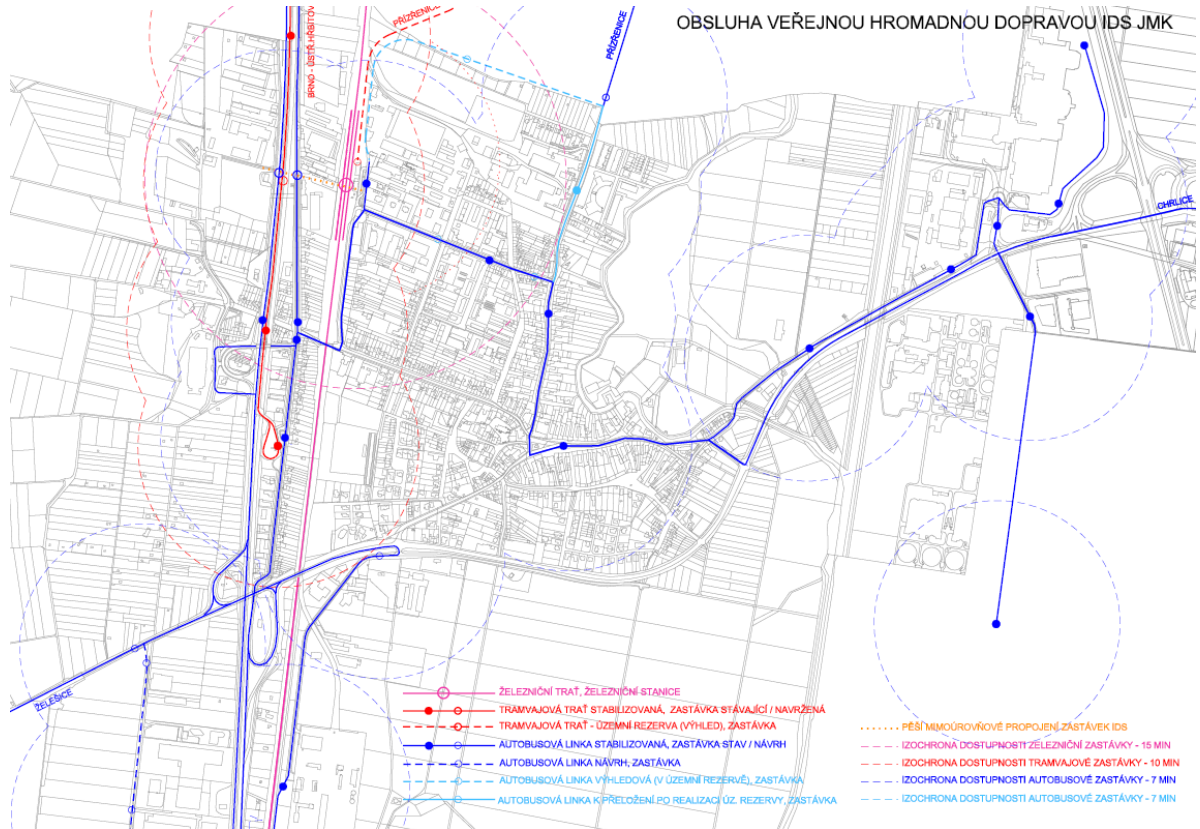 OBSLUHA VEŘEJNOU HROMADNOU DOPRAVOU IDS JMK
BRNO - ÚSTŘ.HŘBITOV
PŘÍZŘENICE
PŘÍZŘENICE
CHRLICE
ŽELEŠICE
ŽELEZNIČNÍ TRAŤ, ŽELEZNIČNÍ STANICE
TRAMVAJOVÁ TRAŤ STABILIZOVANÁ, ZASTÁVKA STÁVAJÍCÍ / NAVRŽENÁ
TRAMVAJOVÁ TRAŤ - ÚZEMNÍ REZERVA (VÝHLED), ZASTÁVKA
AUTOBUSOVÁ LINKA STABILIZOVANÁ, ZASTÁVKA STAV / NÁVRH
AUTOBUSOVÁ LINKA NÁVRH, ZASTÁVKA
AUTOBUSOVÁ LINKA VÝHLEDOVÁ (V ÚZEMNÍ REZERVĚ), ZASTÁVKA
AUTOBUSOVÁ LINKA K PŘELOŽENÍ PO REALIZACI ÚZ. REZERVY, ZASTÁVKA
PĚŠÍ MIMOÚROVŇOVÉ PROPOJENÍ ZASTÁVEK IDS
IZOCHRONA DOSTUPNOSTI ŽELEZNIČNÍ ZASTÁVKY - 15 MIN
IZOCHRONA DOSTUPNOSTI TRAMVAJOVÉ ZASTÁVKY - 10 MIN
IZOCHRONA DOSTUPNOSTI AUTOBUSOVÉ ZASTÁVKY - 7 MIN
IZOCHRONA DOSTUPNOSTI AUTOBUSOVÉ ZASTÁVKY - 7 MIN